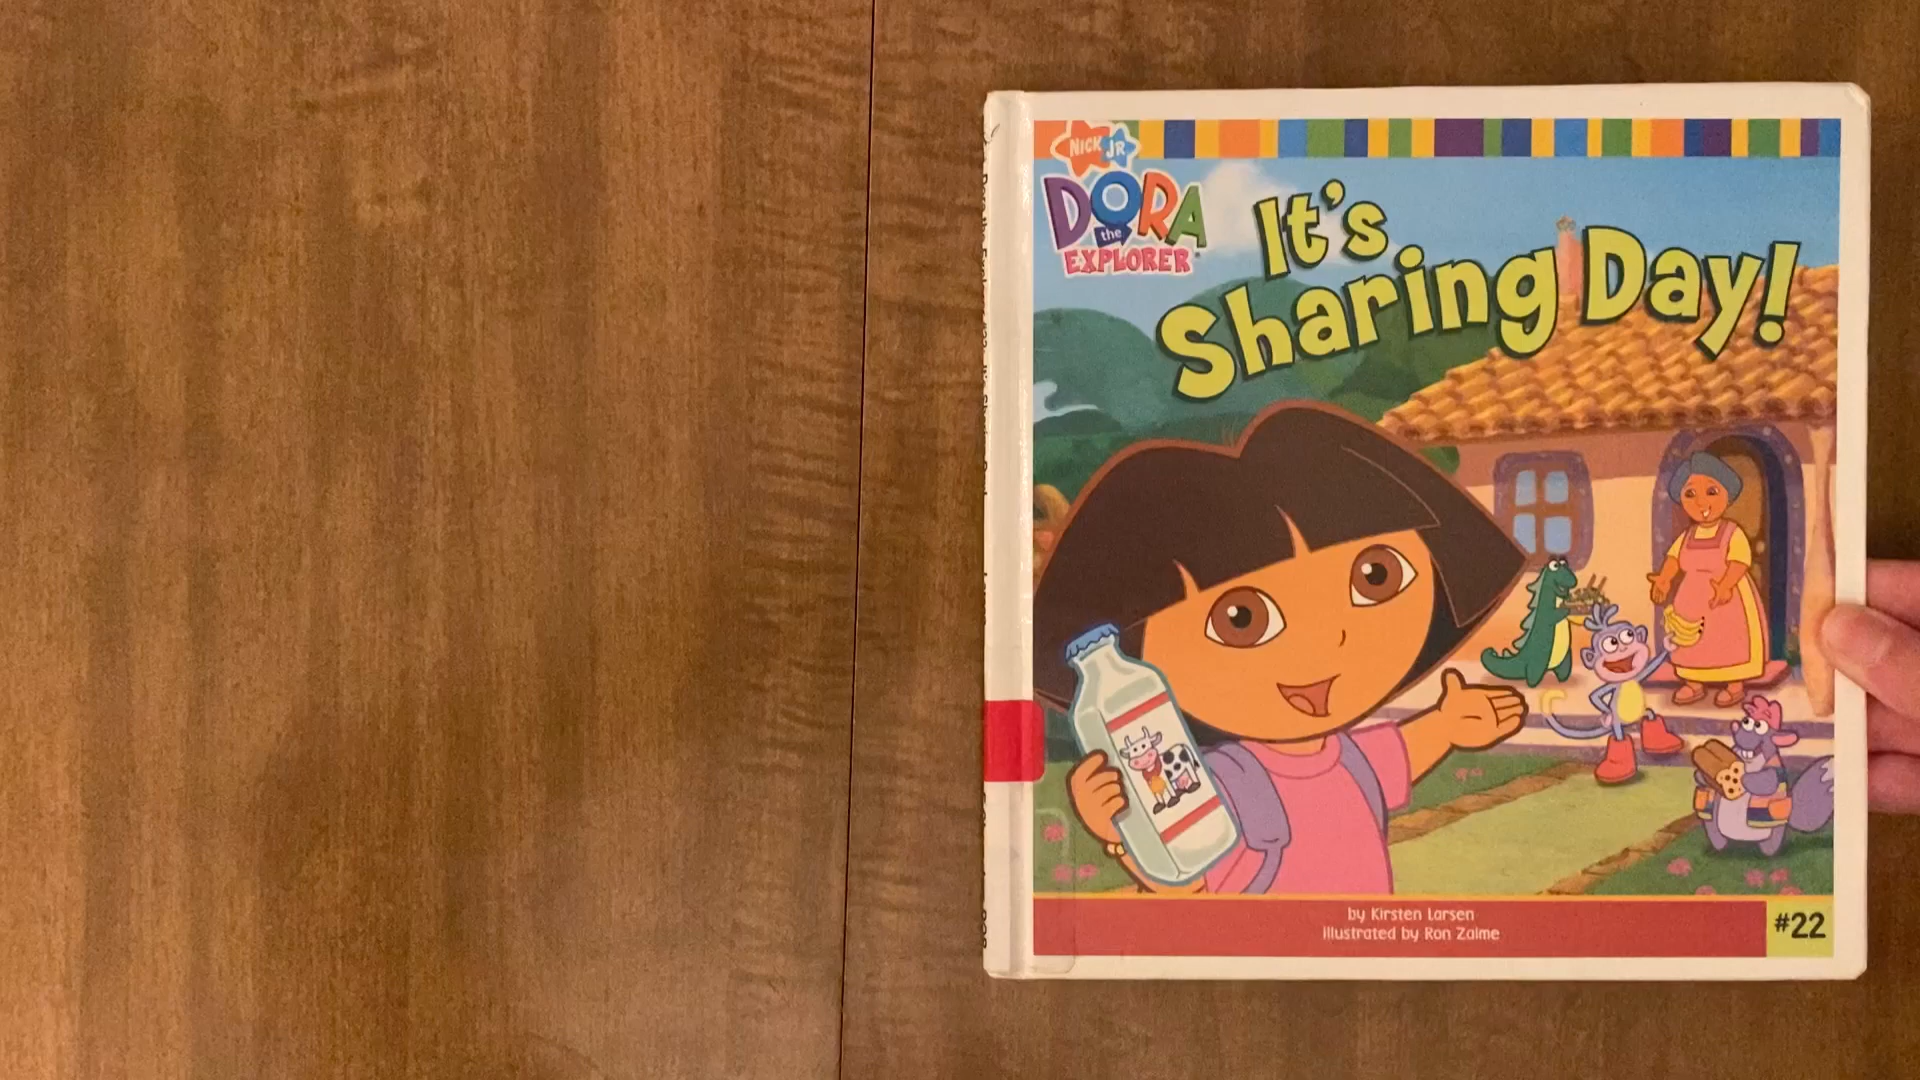 NICK JR
DORA
the
EXPLORER
It's
Sharing Day!
by Kirsten Larsen
illustrated by Ron Zalme
#22